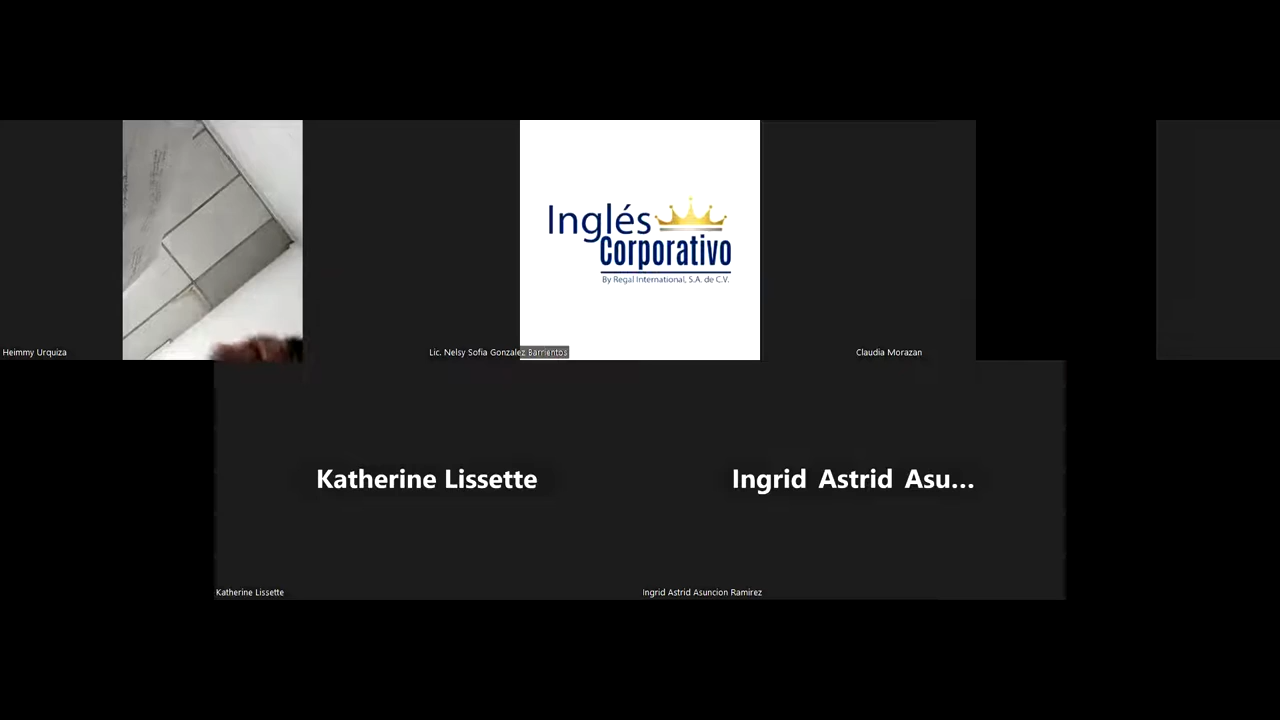 Inglés
Corporativo
By Regal International, S.A. de C.V.
Heimmy Urquiza
Lic. Nelsy Sofia Gonzalez Barrientos
Claudia Morazan
Katherine Lissette
Ingrid Astrid Asu...
Katherine Lissette
Ingrid Astrid Asuncion Ramirez